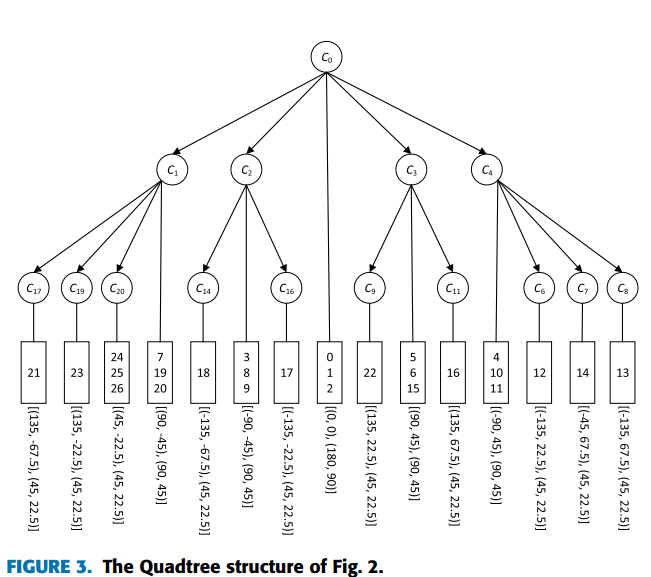 C0
C1 C2 C3 C4
C17 C19 C20 C14 C16 C9 C11 C6 C7 C8
21
23
24
25
26
7
19
20
18
3
8
9
17
0
1
2
22
5
6
15
16
4
10
11
12
14
13
[(135, -67.5), (45, 22.5)]
[(135, -22.5), (45, 22.5)]
[(45, -22.5), (45, 22.5)]
[(90, -45), (90, 45)]
[(-135, -67.5), (45, 22.5)]
[(-90, -45), (90, 45)]
[(-135, -22.5), (45, 22.5)]
[(0, 0), (180, 90)]
[(135, 22.5), (45, 22.5)]
[(90, 45), (90, 45)]
[(135, 67.5), (45, 22.5)]
[(-90, 45), (90, 45)]
[(-135, 22.5), (45, 22.5)]
[(-45, 67.5), (45, 22.5)]
[(-135, 67.5), (45, 22.5)]
FIGURE 3. The Quadtree structure of Fig. 2.